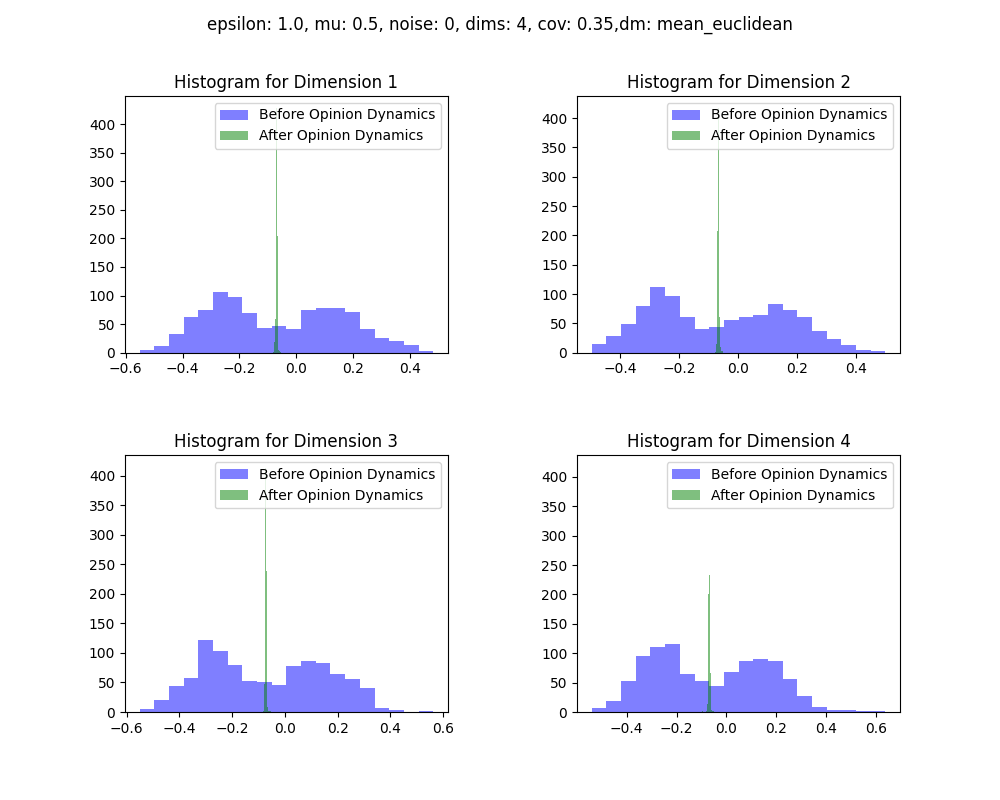 epsilon: 1.0, mu: 0.5, noise: 0, dims: 4, cov: 0.35,dm: mean_euclidean
Histogram for Dimension 1
Before Opinion Dynamics
After Opinion Dynamics
400
350
300
250
200
150
100
50
0
−0.6 −0.4 −0.2 0.0 0.2 0.4
Histogram for Dimension 2
Before Opinion Dynamics
After Opinion Dynamics
400
350
300
250
200
150
100
50
0
−0.4 −0.2 0.0 0.2 0.4
Histogram for Dimension 3
Before Opinion Dynamics
After Opinion Dynamics
400
350
300
250
200
150
100
50
0
−0.6 −0.4 −0.2 0.0 0.2 0.4 0.6
Histogram for Dimension 4
Before Opinion Dynamics
After Opinion Dynamics
400
350
300
250
200
150
100
50
0
−0.4 −0.2 0.0 0.2 0.4 0.6